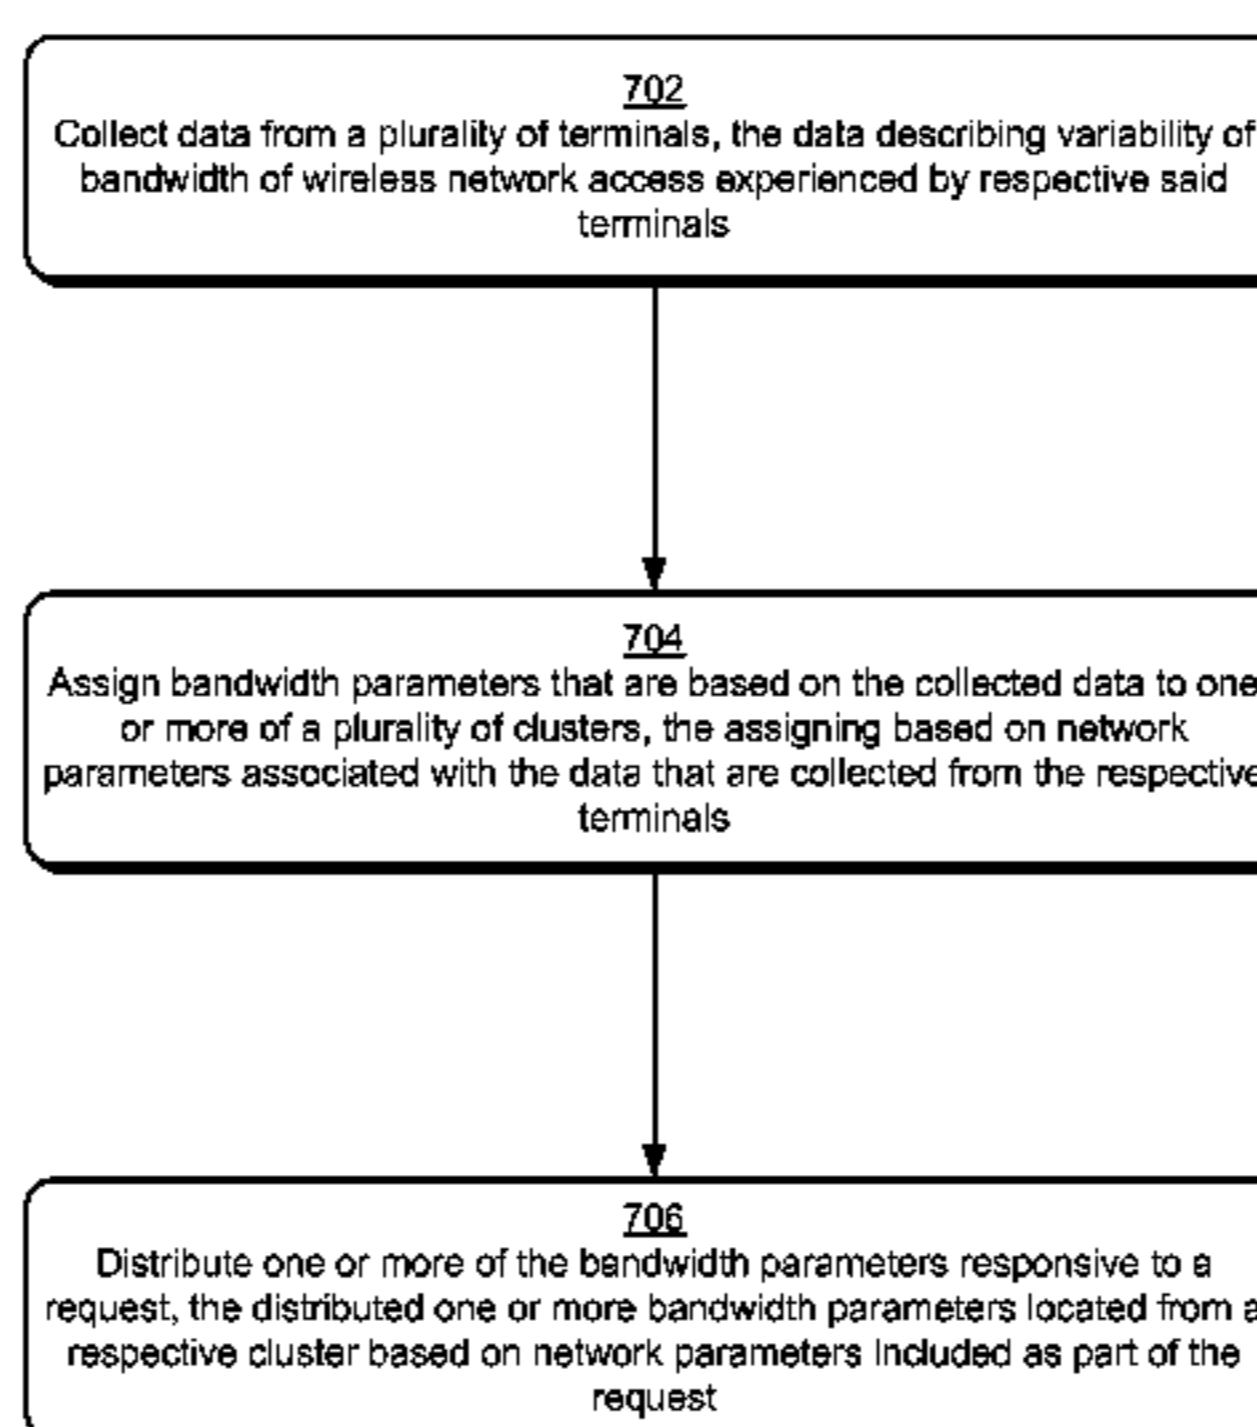 702
Collect data from a plurality of terminals, the data describing variability of
bandwidth of wireless network access experienced by respective said
terminals
704
Assign bandwidth parameters that are based on the collected data to one
or more of a plurality of clusters, the assigning based on network
parameters associated with the data that are collected from the respective
terminals
706
Distribute one or more of the bandwidth parameters responsive to a
request, the distributed one or more bandwidth parameters located from a
respective cluster based on network parameters included as part of the
request